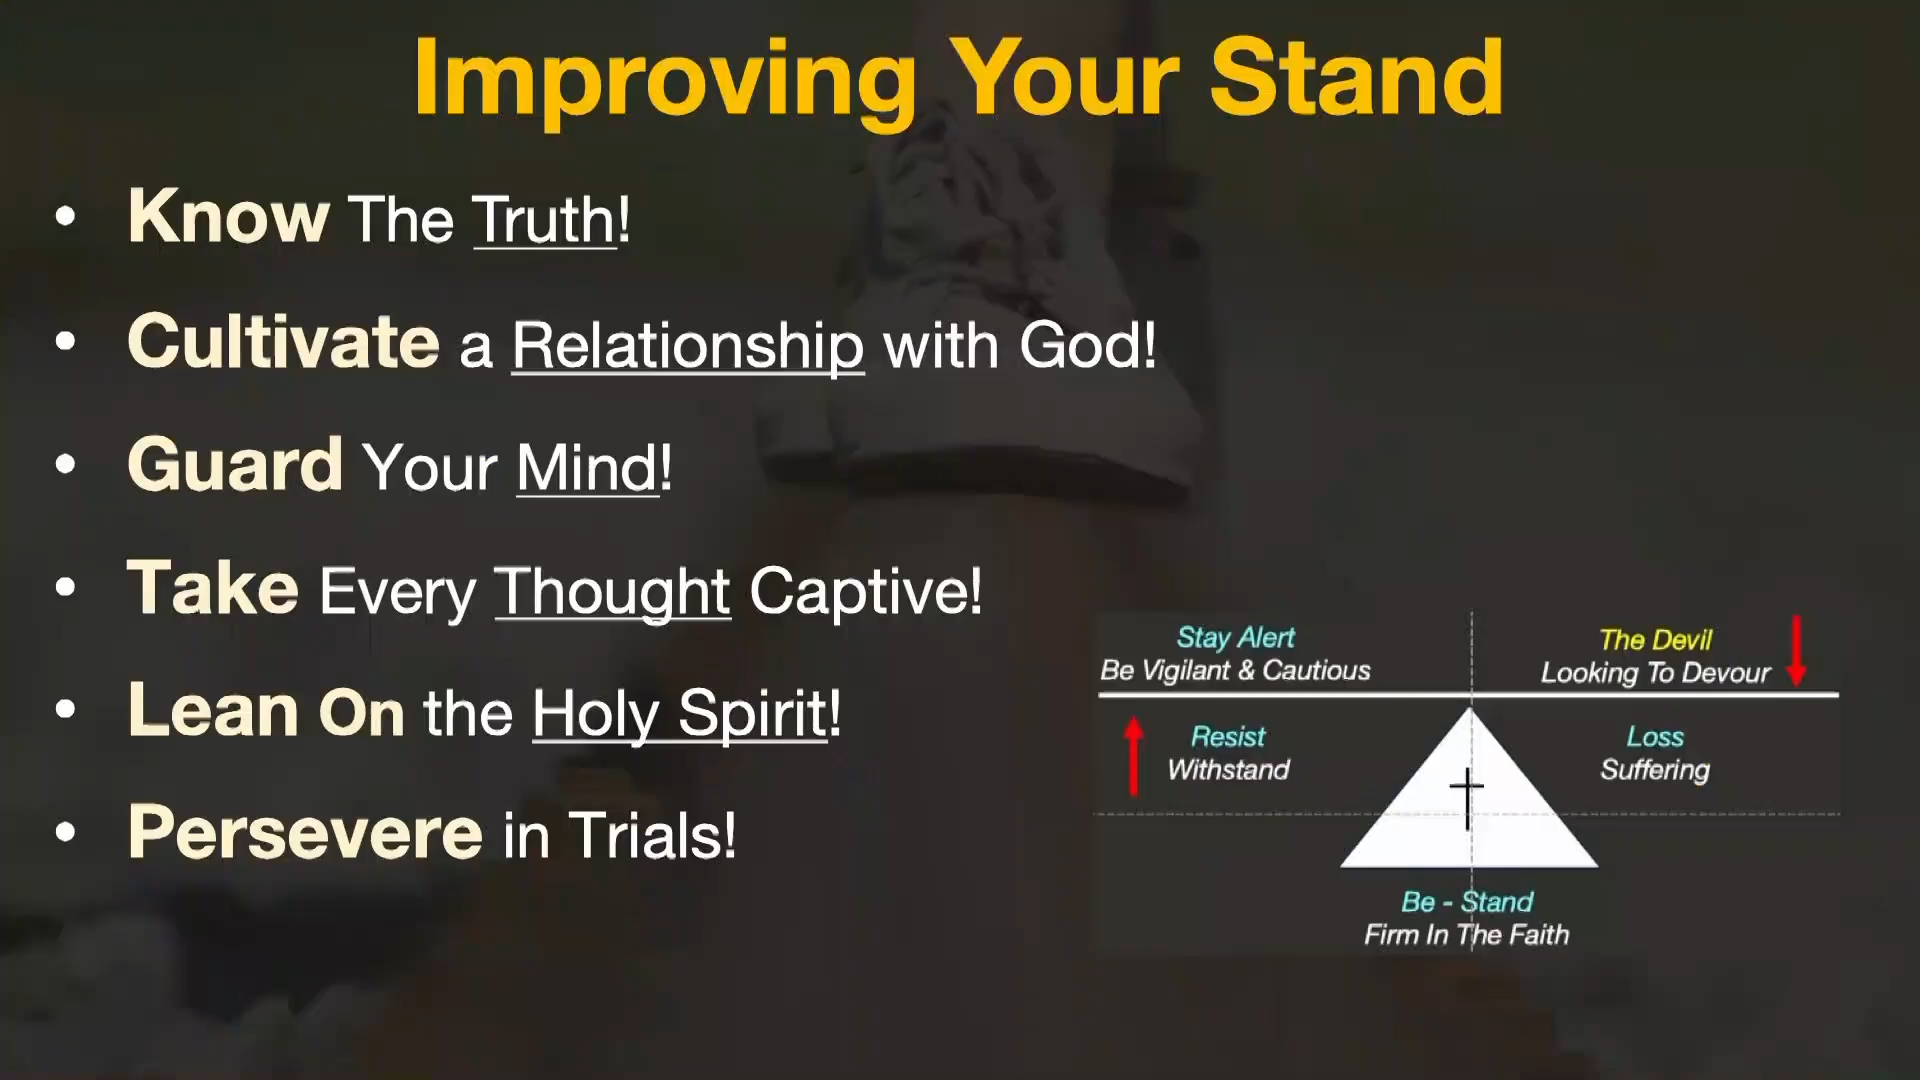 Improving Your Stand
• Know The Truth!
• Cultivate a Relationship with God!
• Guard Your Mind!
• Take Every Thought Captive!
• Lean On the Holy Spirit!
• Persevere in Trials!
Stay Alert
Be Vigilant & Cautious
The Devil
Looking To Devour
Resist
Withstand
Loss
Suffering
Be - Stand
Firm In The Faith